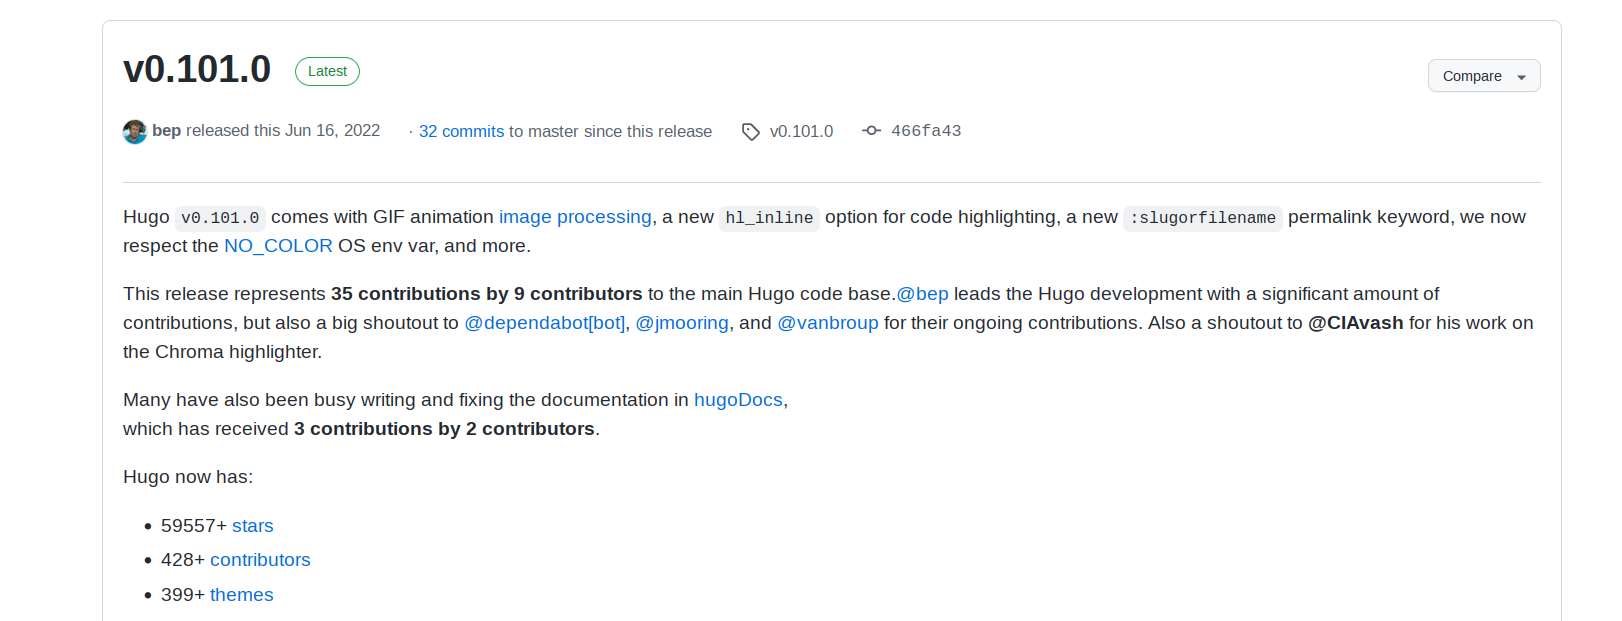 v0.101.0 Latest
Compare
bep released this Jun 16, 2022 · 32 commits to master since this release v0.101.0 466fa43
Hugo v0.101.0 comes with GIF animation image processing, a new hl_inline option for code highlighting, a new :slugorfilename permalink keyword, we now
respect the NO_COLOR OS env var, and more.
This release represents 35 contributions by 9 contributors to the main Hugo code base.@bep leads the Hugo development with a significant amount of
contributions, but also a big shoutout to @dependabot[bot], @jmooring, and @vanbroup for their ongoing contributions. Also a shoutout to @CIAvash for his work on
the Chroma highlighter.
Many have also been busy writing and fixing the documentation in hugoDocs,
which has received 3 contributions by 2 contributors.
Hugo now has:
• 59557+ stars
• 428+ contributors
• 399+ themes